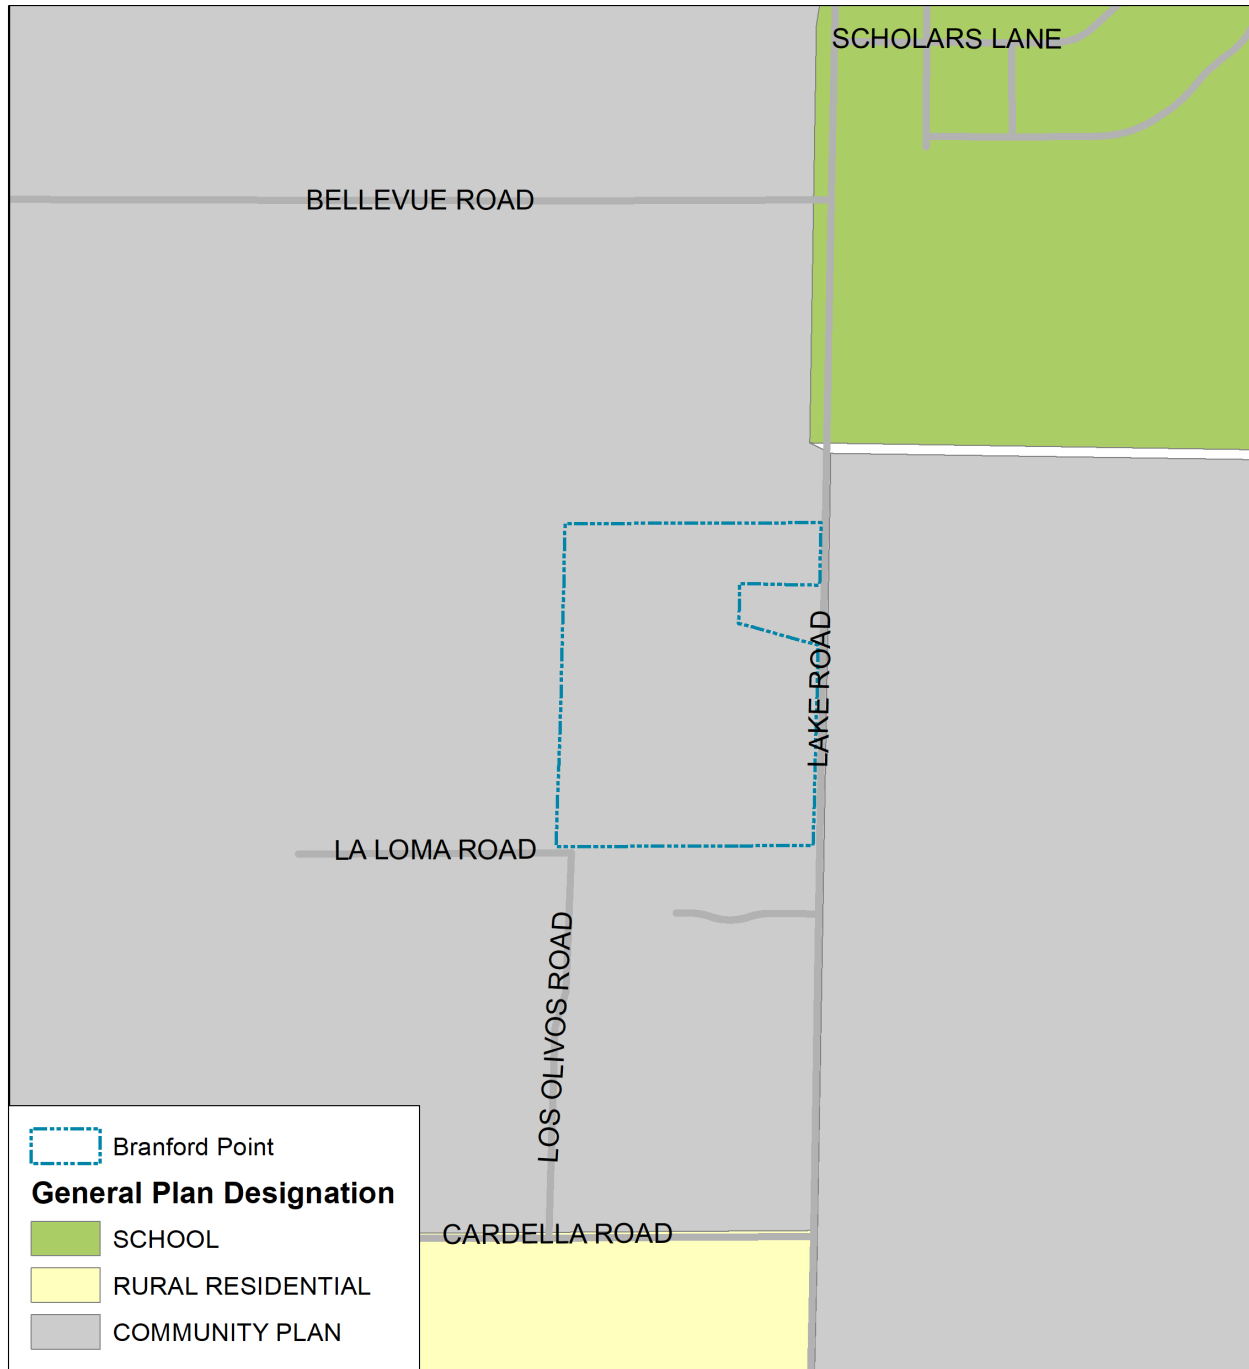 SCHOLARS LANE
BELLEVUE ROAD
LAKE ROAD
LA LOMA ROAD
LOS OLIVOS ROAD
CARDELLA ROAD
Branford Point
General Plan Designation
SCHOOL
RURAL RESIDENTIAL
COMMUNITY PLAN